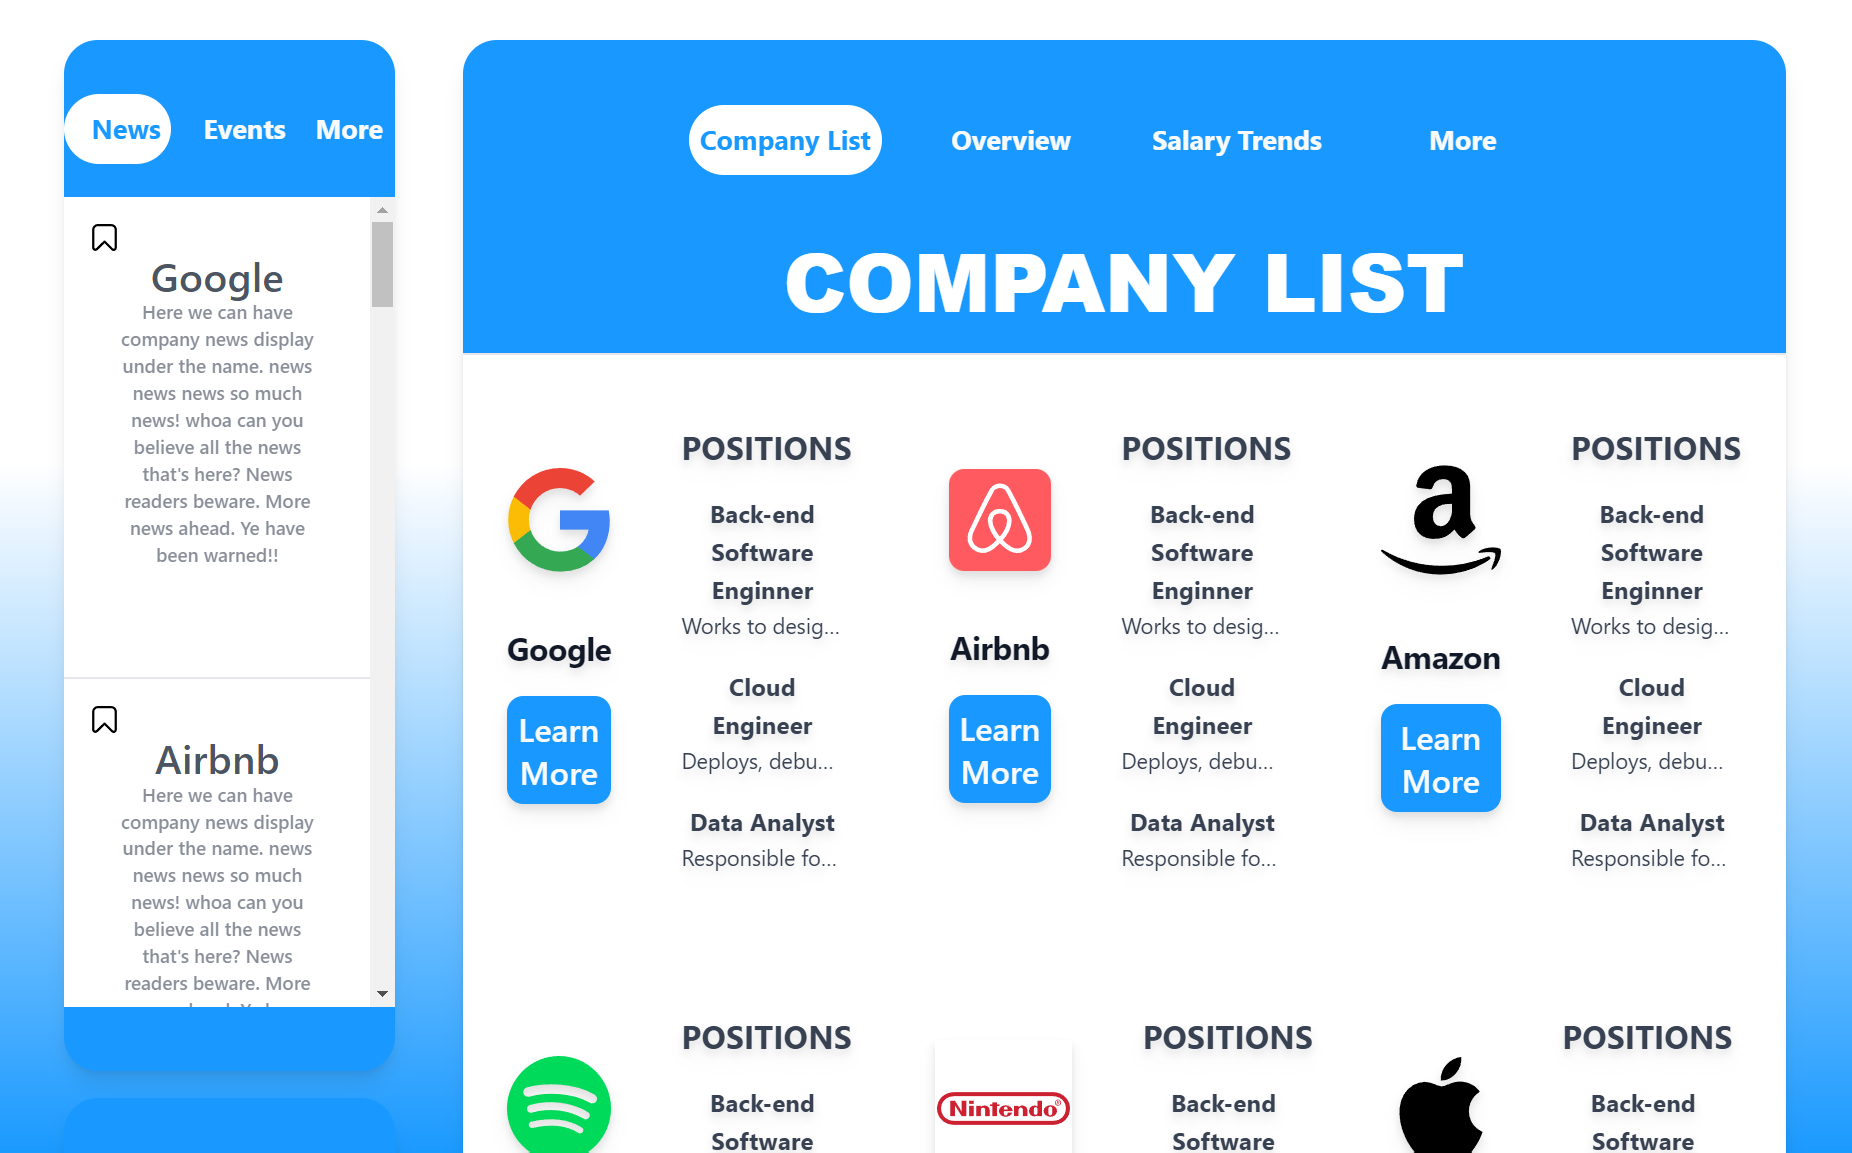 News Events More
Google
Here we can have
company news display
under the name. news
news news so much
news! whoa can you
believe all the news
that's here? News
readers beware. More
news ahead. Ye have
been warned!!
Airbnb
Here we can have
company news display
under the name. news
news news so much
news! whoa can you
believe all the news
that's here? News
readers beware. More
Company List Overview Salary Trends More
COMPANY LIST
Google
Learn
More
POSITIONS
Back-end
Software
Enginner
Works to desig...
Cloud
Engineer
Deploys, debu...
Data Analyst
Responsible fo...
Airbnb
Learn
More
POSITIONS
Back-end
Software
Enginner
Works to desig...
Cloud
Engineer
Deploys, debu...
Data Analyst
Responsible fo...
a
Amazon
Learn
More
POSITIONS
Back-end
Software
Enginner
Works to desig...
Cloud
Engineer
Deploys, debu...
Data Analyst
Responsible fo...
POSITIONS
Back-end
Software
Nintendo®
POSITIONS
Back-end
Software
POSITIONS
Back-end
Software